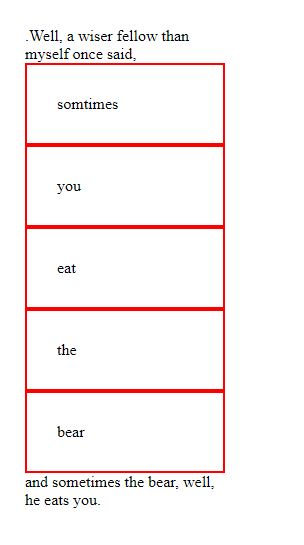 .Well, a wiser fellow than
myself once said,
somtimes
you
eat
the
bear
and sometimes the bear, well,
he eats you.